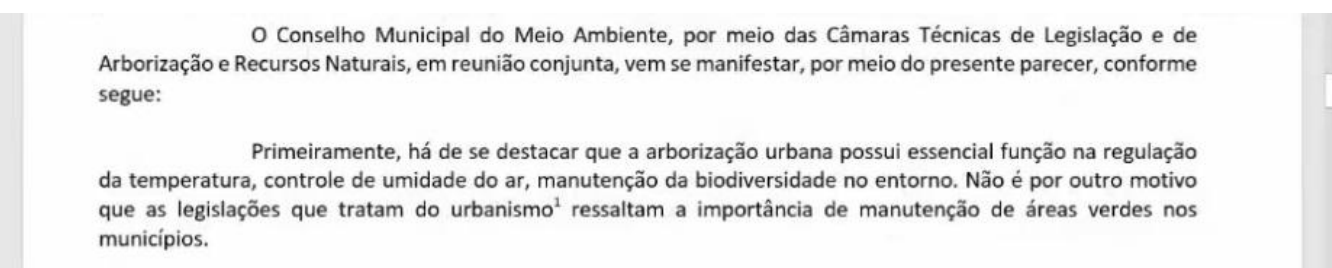 O Conselho Municipal do Meio Ambiente, por meio das Câmaras Técnicas de Legislação e de
Arborização e Recursos Naturais, em reunião conjunta, vem se manifestar, por meio do presente parecer, conforme
segue:
Primeiramente, há de se destacar que a arborização urbana possui essencial função na regulação
da temperatura, controle de umidade do ar, manutenção da biodiversidade no entorno. Não é por outro motivo
que as legislações que tratam do urbanismo¹ ressaltam a importância de manutenção de áreas verdes nos
municípios.